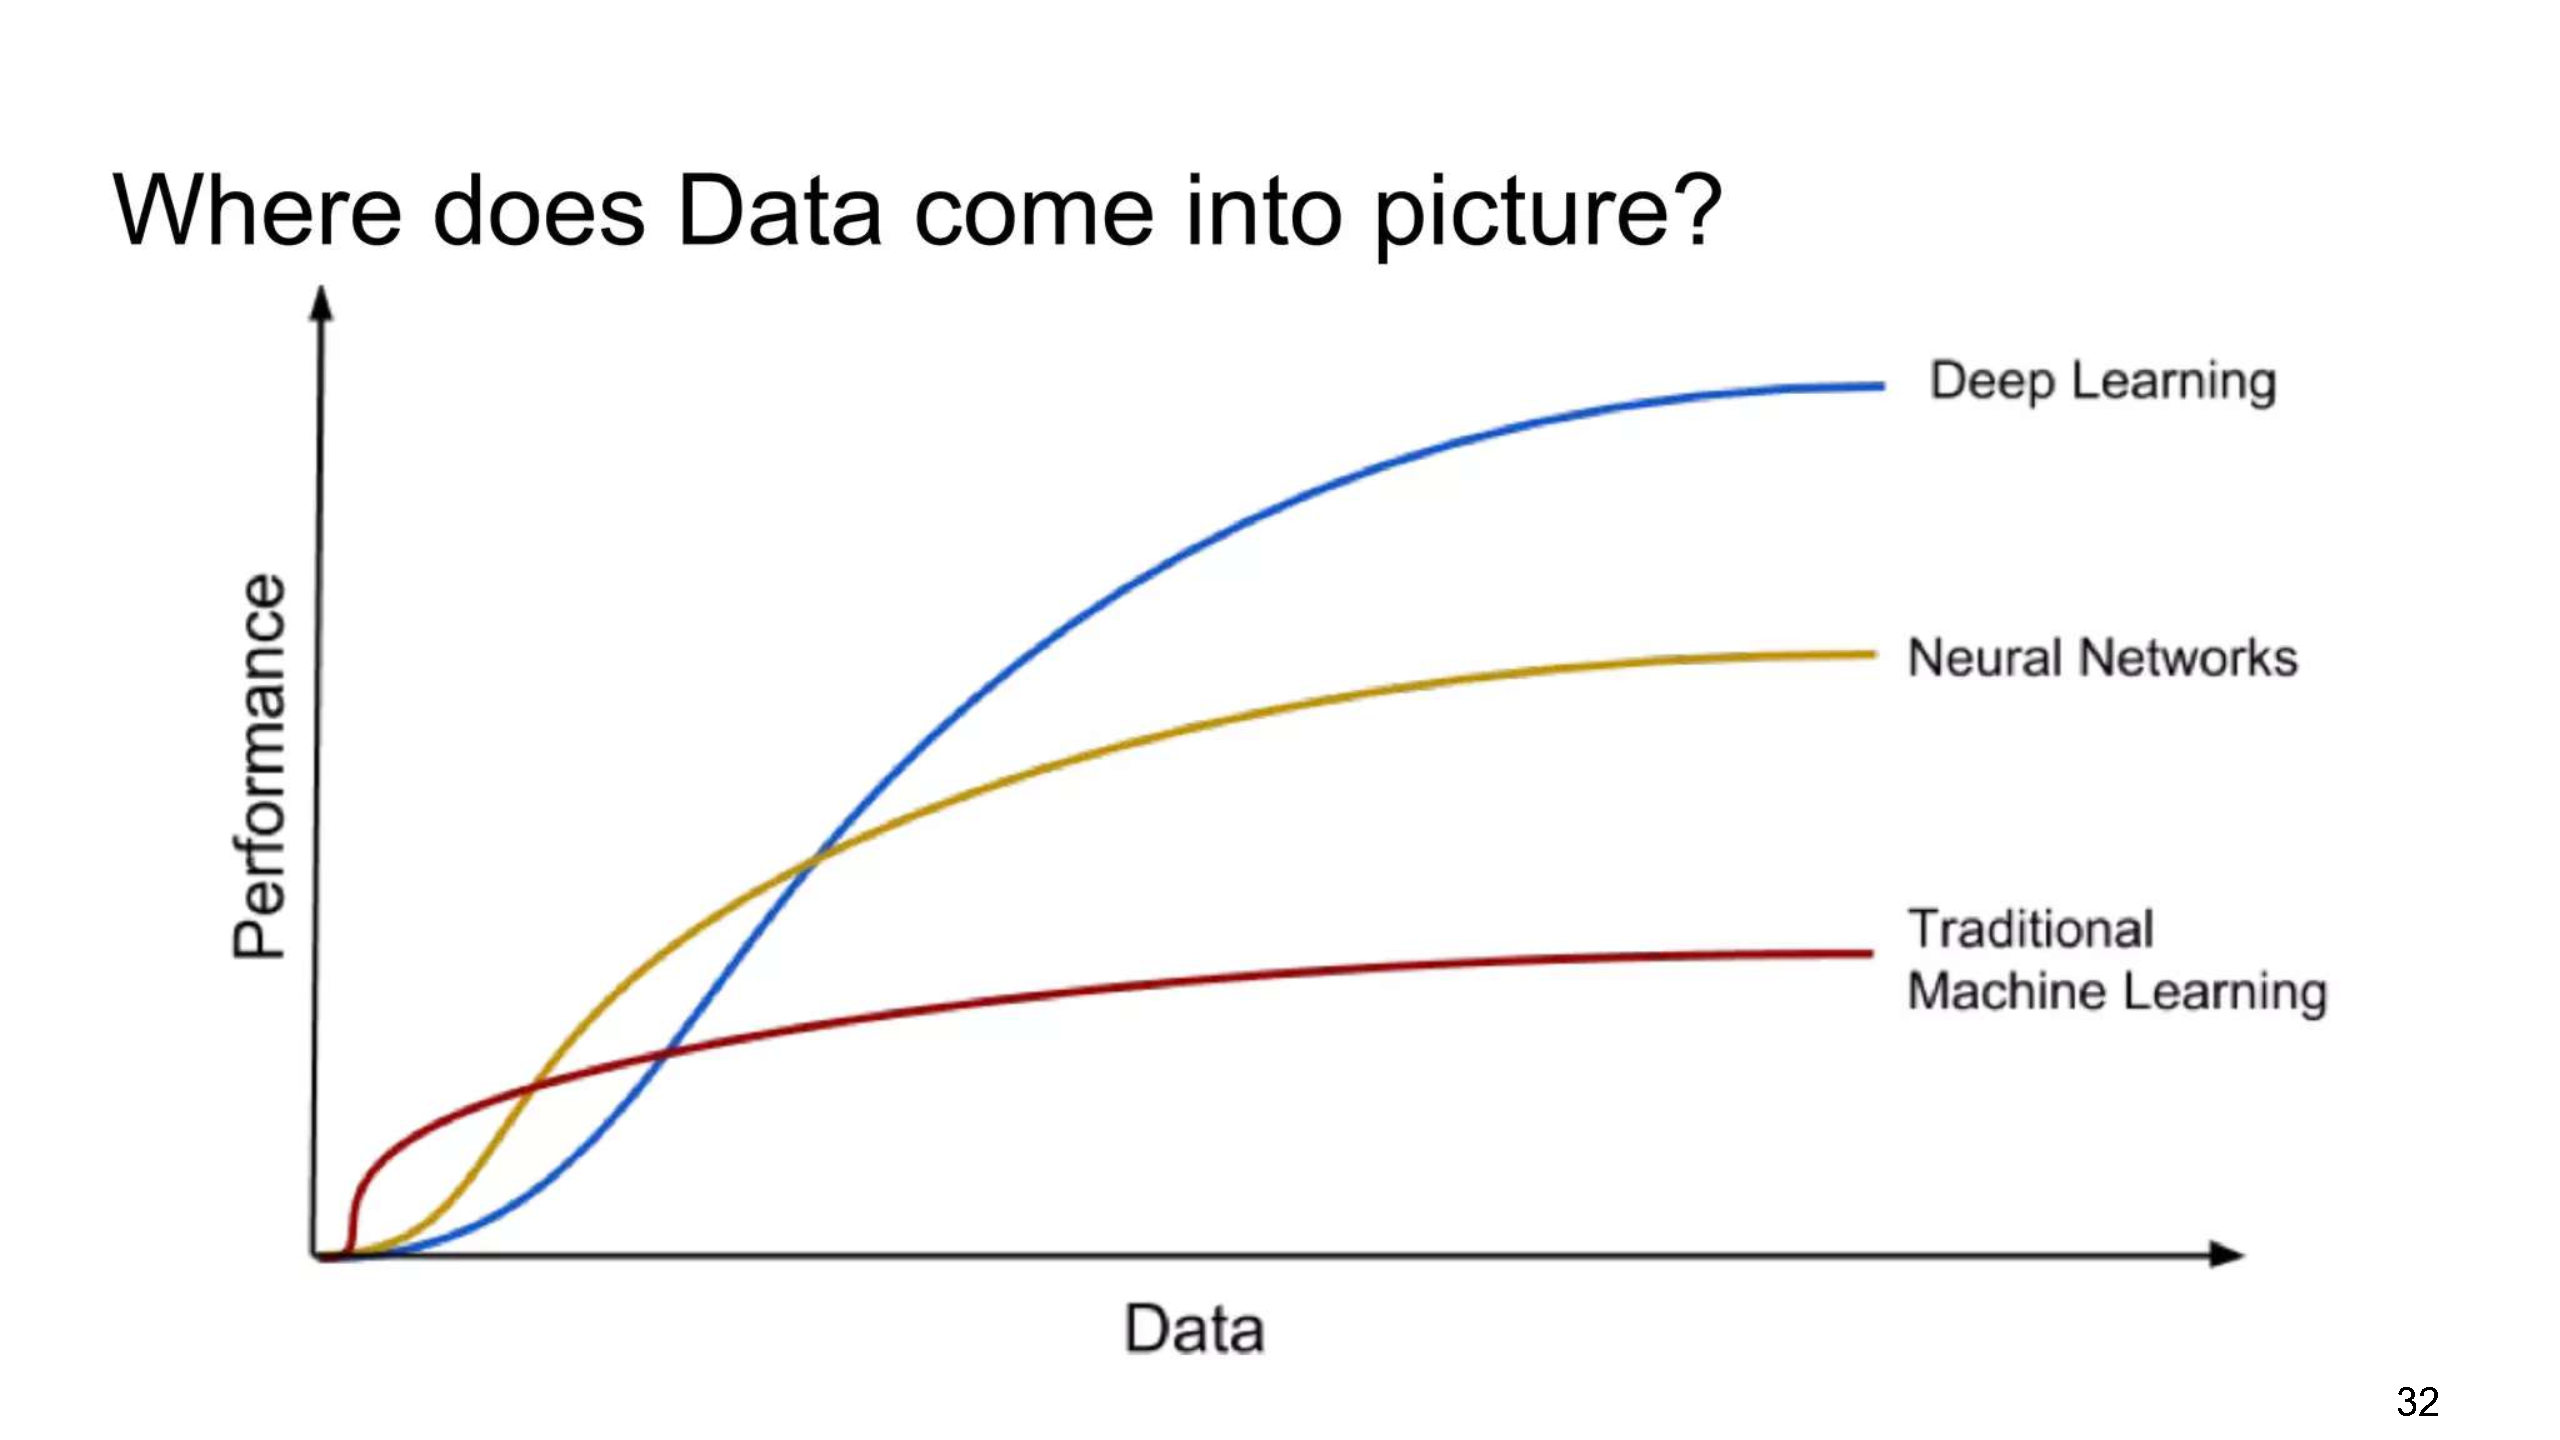 Where does Data come into picture?
Performance
Deep Learning
Neural Networks
Traditional
Machine Learning
Data
32